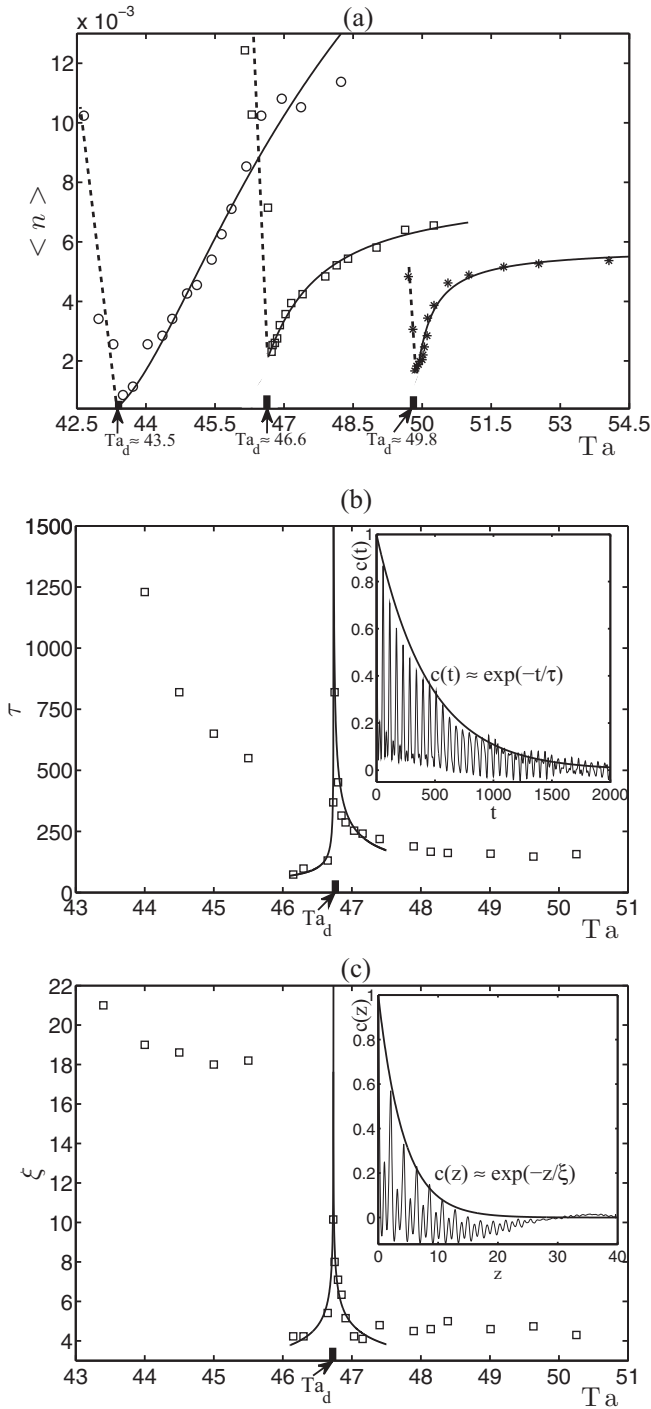 (a)
x 10⁻³
12
10
8
6
4
2
< n >
42.5 44 45.5 47 48.5 50 51.5 53 54.5
Ta_d ≈ 43.5 Ta_d ≈ 46.6 Ta_d ≈ 49.8
Ta
(b)
1500
1250
1000
750
500
250
0
τ
43 44 45 46 47 48 49 50 51
Ta_d
Ta
1
0.8
0.6
0.4
0.2
0
c(t)
c(t) ≈ exp(−t/τ)
0 500 1000 1500 2000
t
(c)
22
20
18
16
14
12
10
8
6
4
ξ
43 44 45 46 47 48 49 50 51
Ta_d
Ta
1
0.8
0.6
0.4
0.2
0
c(z)
c(z) ≈ exp(−z/ξ)
0 10 20 30 40
z